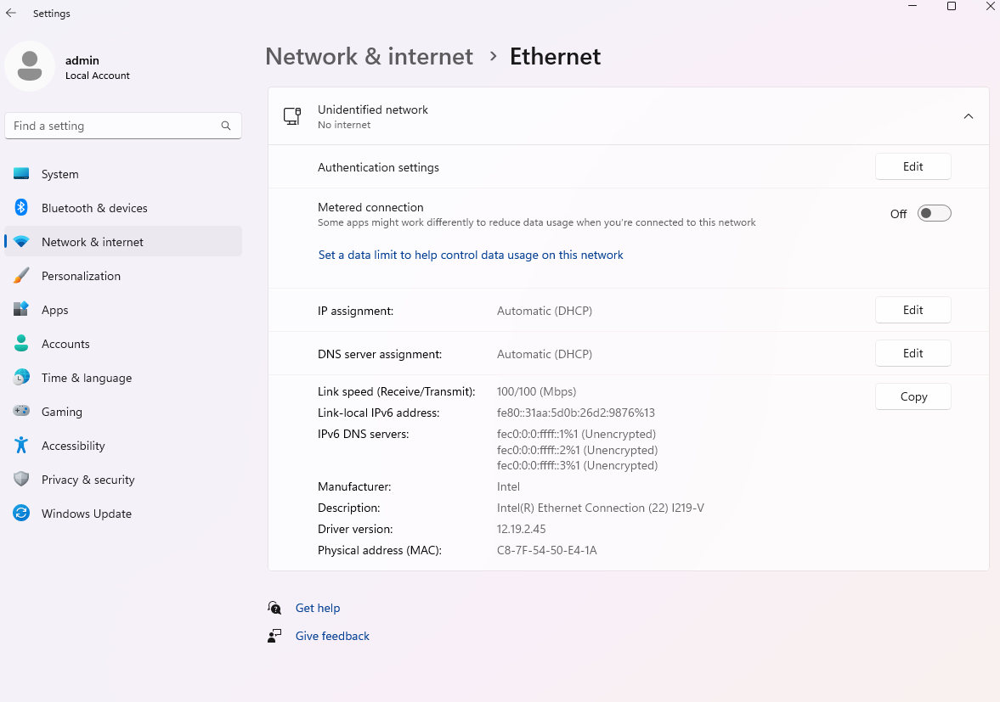 Settings
admin
Local Account
Find a setting
System
Bluetooth & devices
Network & internet
Personalization
Apps
Accounts
Time & language
Gaming
Accessibility
Privacy & security
Windows Update
Network & internet › Ethernet
Unidentified network
No internet
Authentication settings Edit
Metered connection
Some apps might work differently to reduce data usage when you're connected to this network
Off
Set a data limit to help control data usage on this network
IP assignment: Automatic (DHCP) Edit
DNS server assignment: Automatic (DHCP) Edit
Link speed (Receive/Transmit): 100/100 (Mbps) Copy
Link-local IPv6 address: fe80::31aa:5d0b:26d2:9876%13
IPv6 DNS servers: fec0:0:0:ffff::1%1 (Unencrypted)
fec0:0:0:ffff::2%1 (Unencrypted)
fec0:0:0:ffff::3%1 (Unencrypted)
Manufacturer: Intel
Description: Intel(R) Ethernet Connection (22) I219-V
Driver version: 12.19.2.45
Physical address (MAC): C8-7F-54-50-E4-1A
Get help
Give feedback